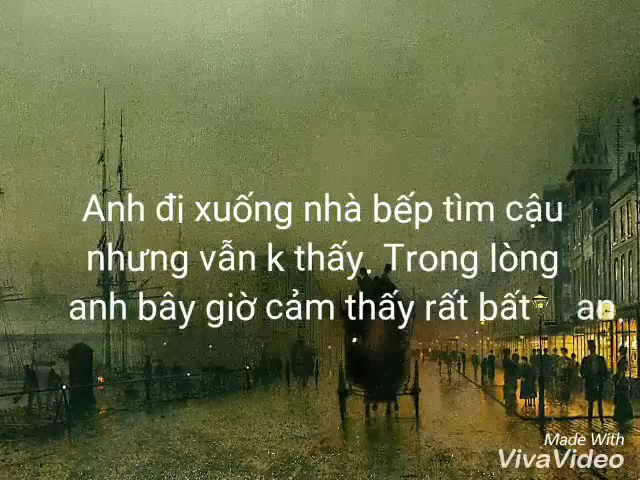 Anh đi xuống nhà bếp tìm cậu
nhưng vẫn k thấy. Trong lòng
anh bây giờ cảm thấy rất bất an
Made With
VivaVideo